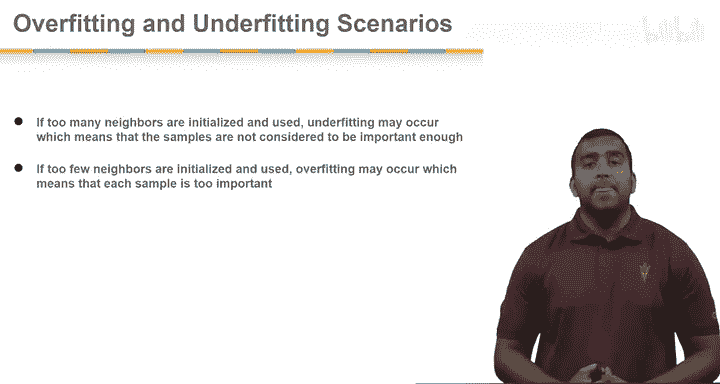 Overfitting and Underfitting Scenarios
● If too many neighbors are initialized and used, underfitting may occur
which means that the samples are not considered to be important enough
● If too few neighbors are initialized and used, overfitting may occur which
means that each sample is too important